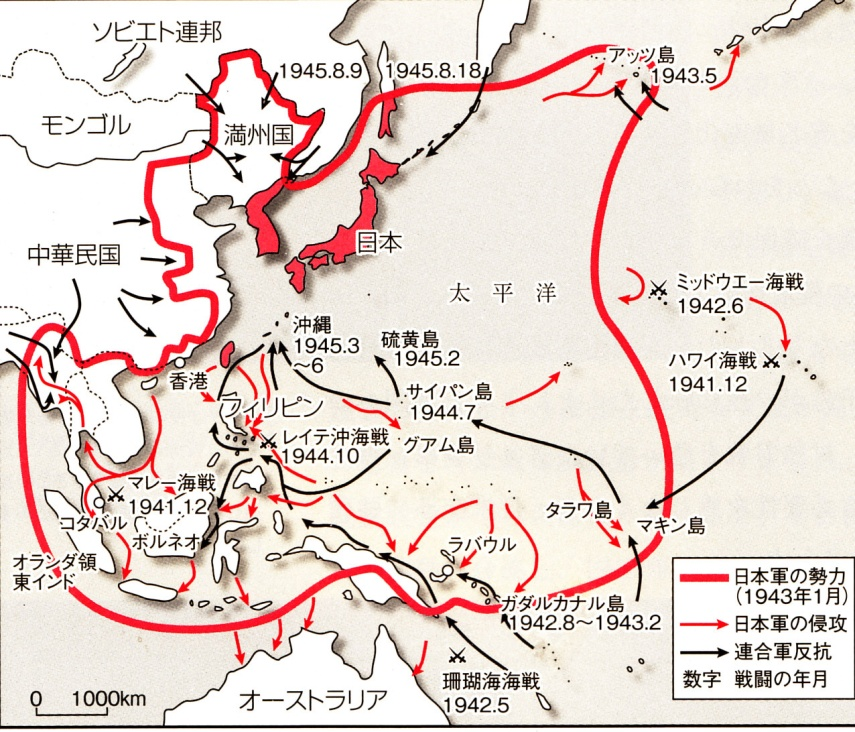 ソビエト連邦
1945.8.9
1945.8.18
アッツ島
1943.5
モンゴル
満州国
日本
中華民国
太平洋
ミッドウエー海戦
1942.6
沖縄
1945.3
～6
硫黄島
1945.2
ハワイ海戦
1941.12
香港
サイパン島
1944.7
フィリピン
レイテ沖海戦
1944.10
グアム島
マレー海戦
1941.12
コタバル
ボルネオ
タラワ島
マキン島
オランダ領
東インド
ラバウル
ガダルカナル島
1942.8～1943.2
珊瑚海海戦
1942.5
オーストラリア
0 1000km
日本軍の勢力
(1943年1月)
日本軍の侵攻
連合軍反抗
数字 戦闘の年月